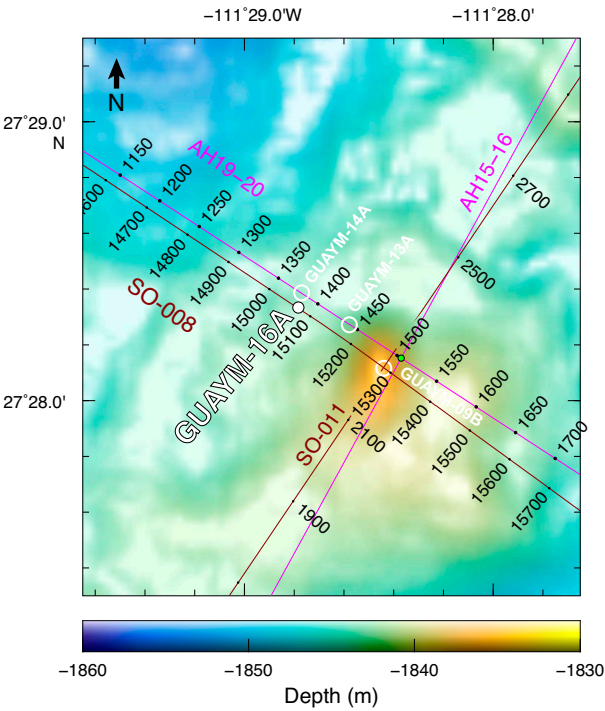 −111°29.0'W
−111°28.0'
27°29.0'
N
27°28.0'
N
1150
1200
1250
1300
1350
1400
1450
1500
1550
1600
1650
1700
AH19−20
AH15−16
2700
2500
2100
1900
600
14700
14800
14900
15000
15100
15200
15300
15400
15500
15600
15700
SO−008
SO−011
GUAYM−14A
GUAYM−13A
GUAYM−16A
GUAYM−09B
−1860
−1850
−1840
−1830
Depth (m)